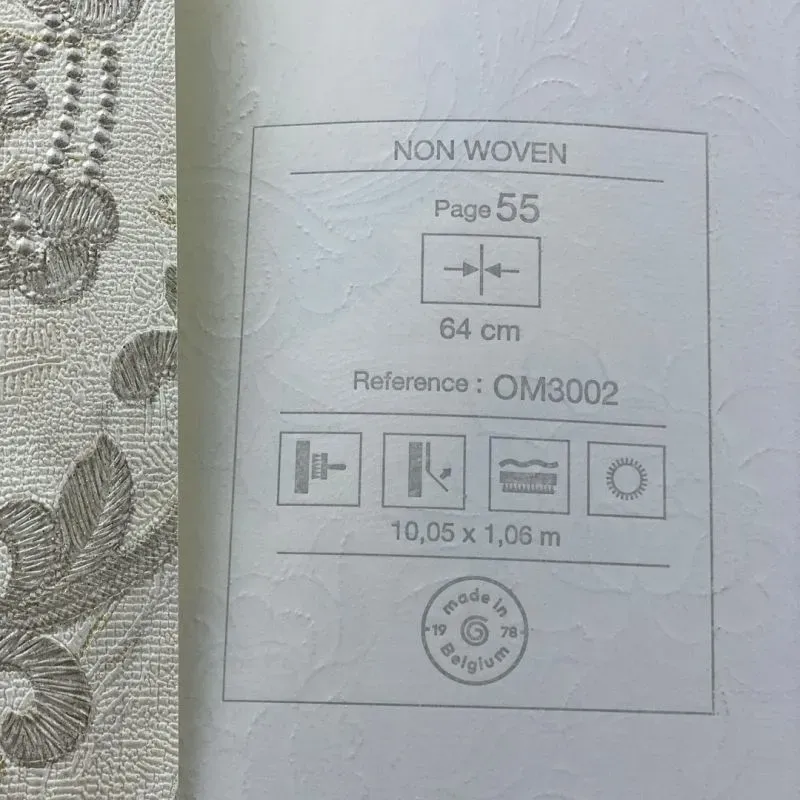 NON WOVEN
Page 55
64 cm
Reference : OM3002
10,05 x 1,06 m
made in
19 78
Belgium